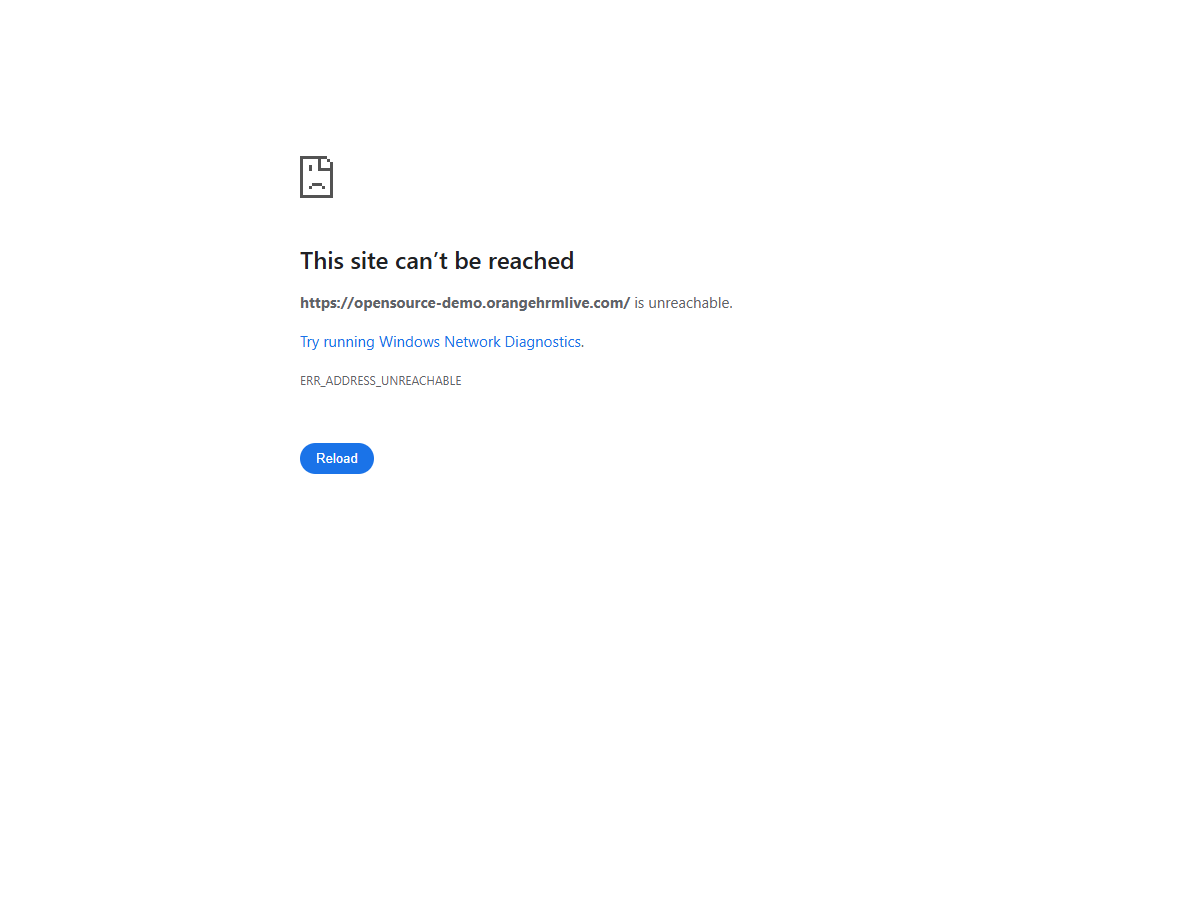 This site can’t be reached
https://opensource-demo.orangehrmlive.com/ is unreachable.
Try running Windows Network Diagnostics.
ERR_ADDRESS_UNREACHABLE
Reload